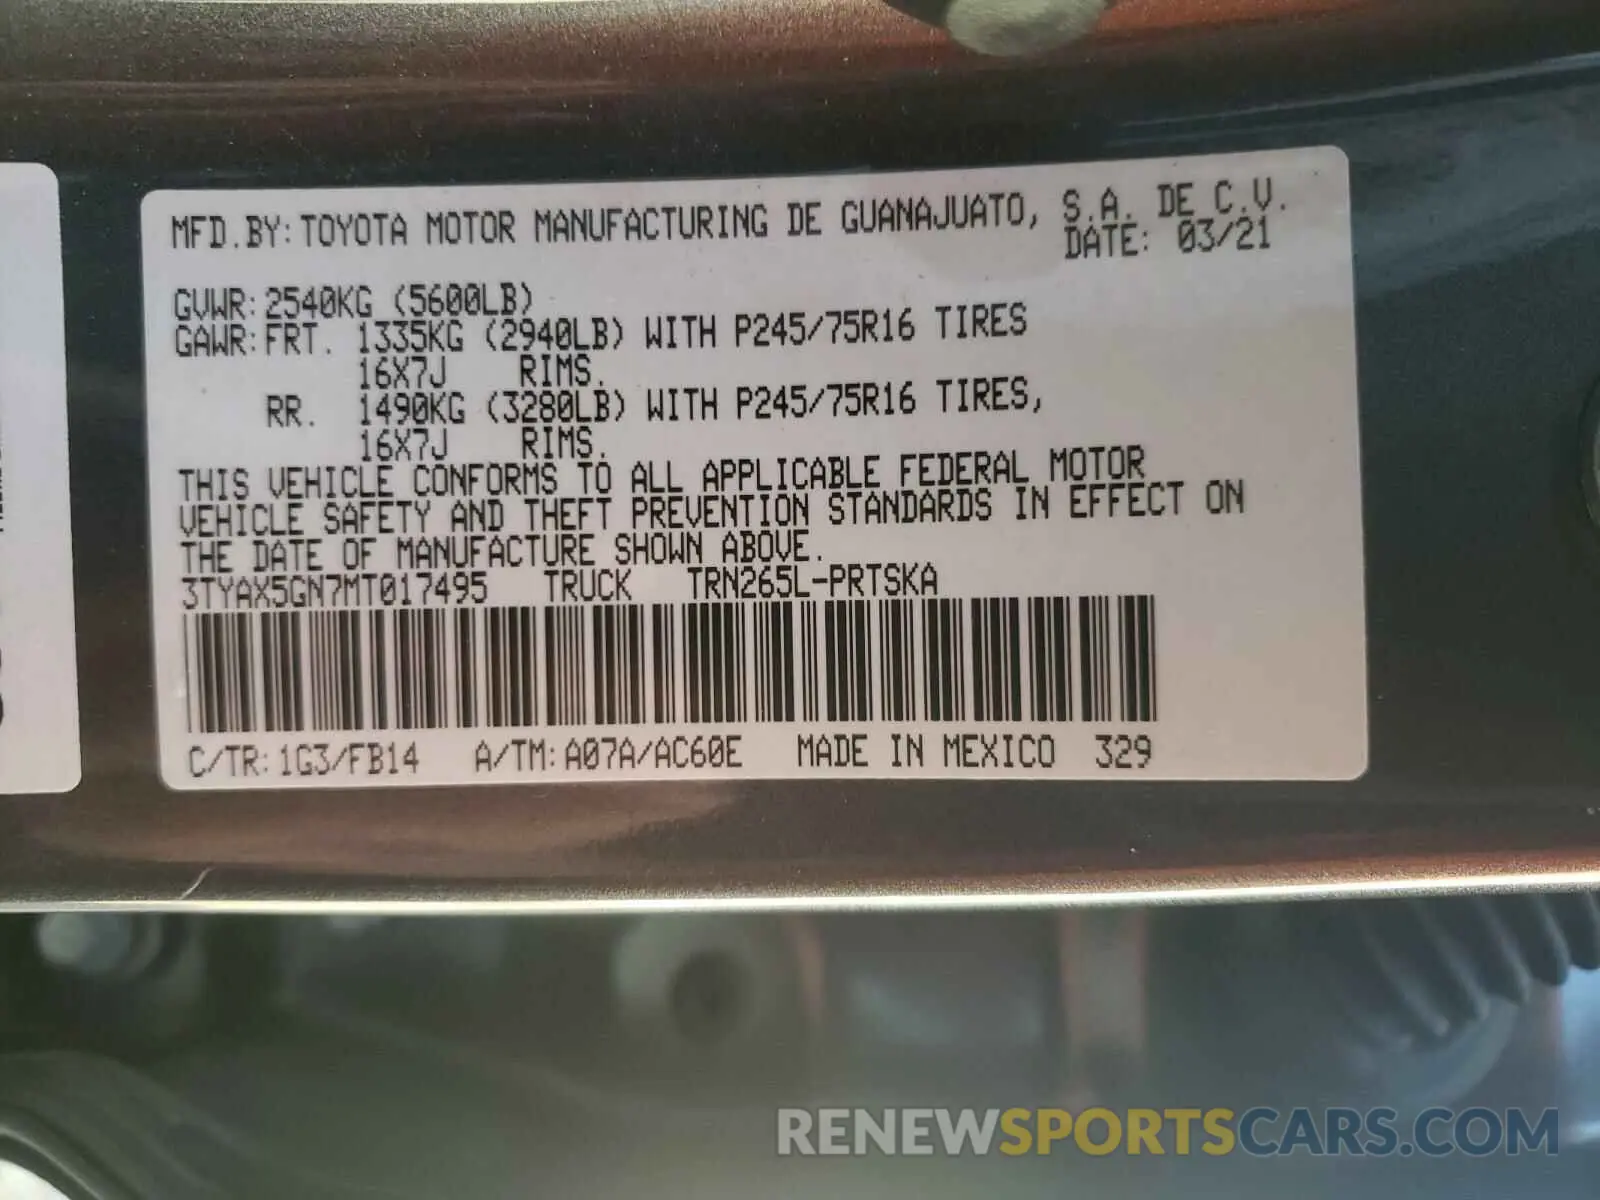 MFD.BY: TOYOTA MOTOR MANUFACTURING DE GUANAJUATO, S.A. DE C.V.
DATE: 03/21
GVWR: 2540KG (5600LB)
GAWR: FRT. 1335KG (2940LB) WITH P245/75R16 TIRES
16X7J RIMS.
RR. 1490KG (3280LB) WITH P245/75R16 TIRES,
16X7J RIMS.
THIS VEHICLE CONFORMS TO ALL APPLICABLE FEDERAL MOTOR
VEHICLE SAFETY AND THEFT PREVENTION STANDARDS IN EFFECT ON
THE DATE OF MANUFACTURE SHOWN ABOVE.
3TYAX5GN7MT017495 TRUCK TRN265L-PRTSKA
C/TR: 1G3/FB14 A/TM: A07A/AC60E MADE IN MEXICO 329
RENEWSPORTSCARS.COM